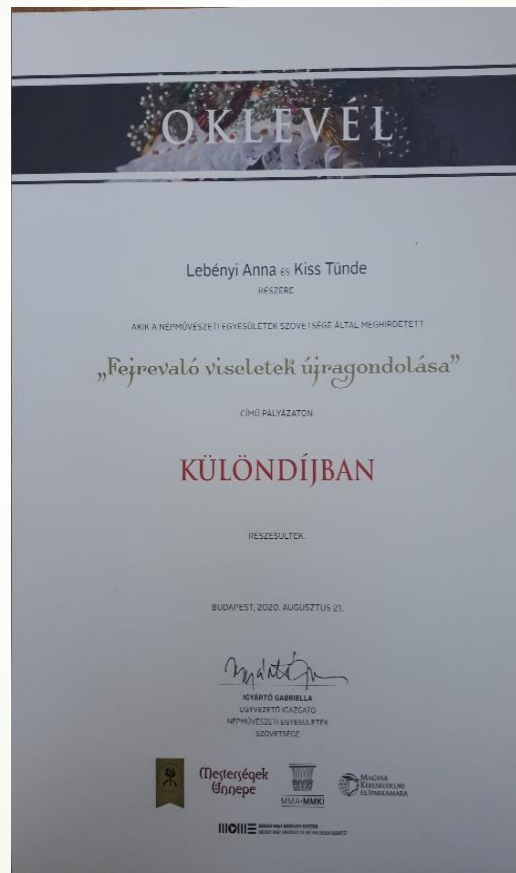 OKLEVÉL
Lebényi Anna és Kiss Tünde
RÉSZÉRE
AKIK A NÉPMŰVÉSZETI EGYESÜLETEK SZÖVETSÉGE ÁLTAL MEGHIRDETETT
„Fejrevaló viseletek újragondolása”
CÍMŰ PÁLYÁZATON
KÜLÖNDÍJBAN
RÉSZESÜLTEK.
BUDAPEST, 2020. AUGUSZTUS 21.
IGYÁRTÓ GABRIELLA
ÜGYVEZETŐ IGAZGATÓ
NÉPMŰVÉSZETI EGYESÜLETEK
SZÖVETSÉGE
Mesterségek
Ünnepe
MMA•MMKI
MAGYAR
KERESKEDELMI
ÉS IPARKAMARA